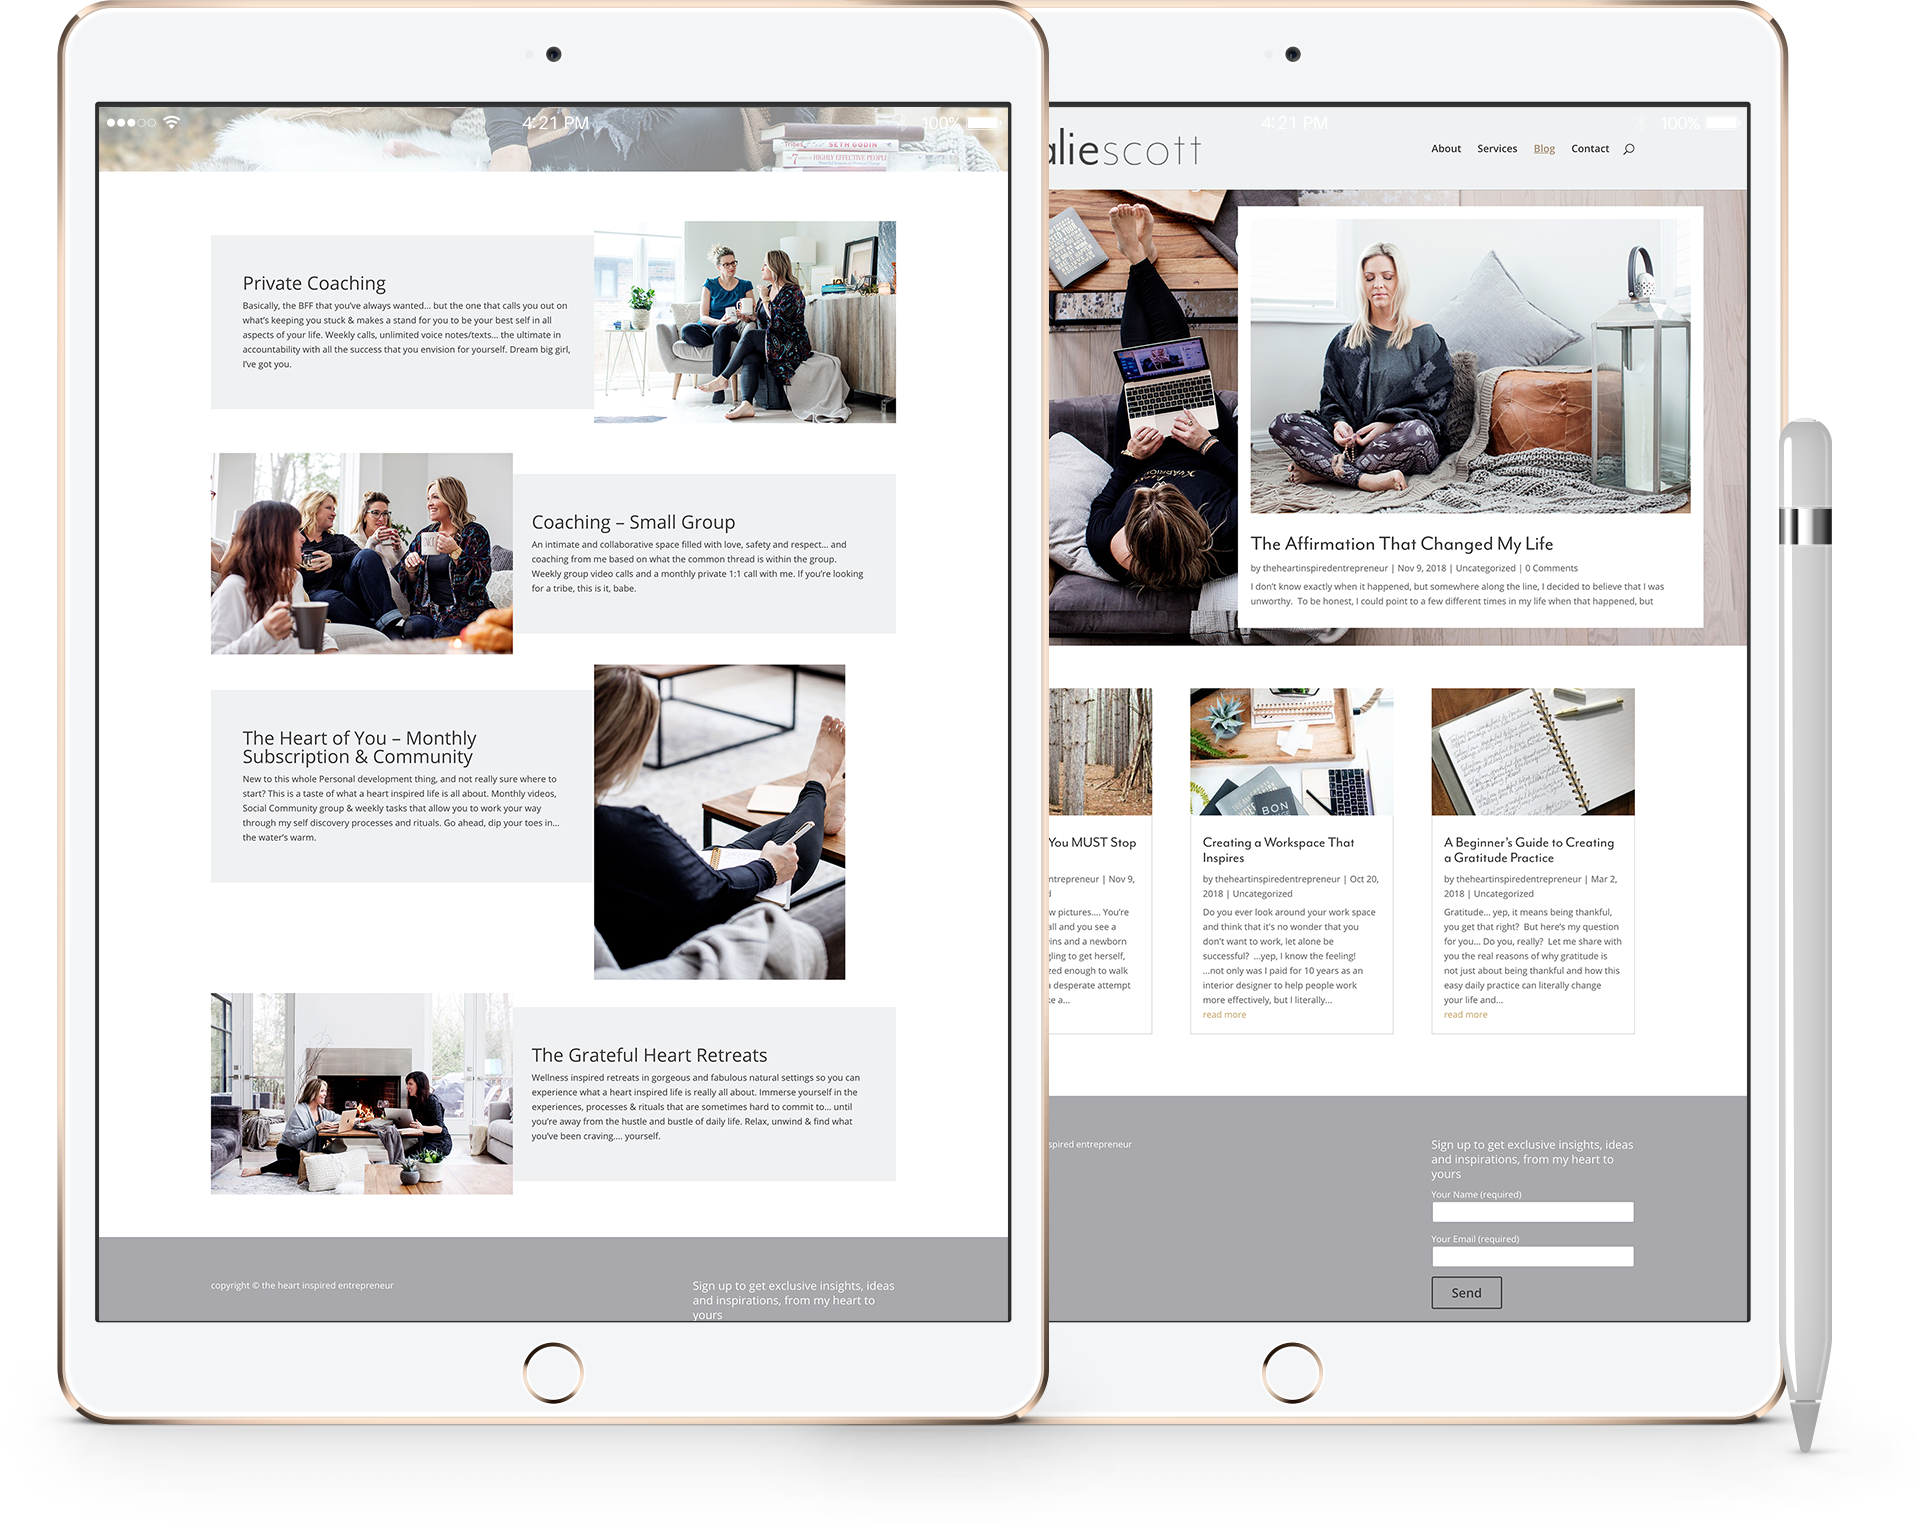 4:21 PM
100%
Tribes
SETH GODIN
7
HIGHLY EFFECTIVE PEOPLE
Private Coaching
Basically, the BFF that you've always wanted... but the one that calls you out on
what's keeping you stuck & makes a stand for you to be your best self in all
aspects of your life. Weekly calls, unlimited voice notes/texts... the ultimate in
accountability with all the success that you envision for yourself. Dream big girl,
I've got you.
Coaching – Small Group
An intimate and collaborative space filled with love, safety and respect... and
coaching from me based on what the common thread is within the group.
Weekly group video calls and a monthly private 1:1 call with me. If you're looking
for a tribe, this is it, babe.
The Heart of You – Monthly
Subscription & Community
New to this whole Personal development thing, and not really sure where to
start? This is a taste of what a heart inspired life is all about. Monthly videos,
Social Community group & weekly tasks that allow you to work your way
through my self discovery processes and rituals. Go ahead, dip your toes in...
the water's warm.
The Grateful Heart Retreats
Wellness inspired retreats in gorgeous and fabulous natural settings so you can
experience what a heart inspired life is really all about. Immerse yourself in the
experiences, processes & rituals that are sometimes hard to commit to... until
you're away from the hustle and bustle of daily life. Relax, unwind & find what
you've been craving.... yourself.
copyright © the heart inspired entrepreneur
Sign up to get exclusive insights, ideas
and inspirations, from my heart to
yours
4:21 PM
100%
aliescott
About Services Blog Contact
The Affirmation That Changed My Life
by theheartinspiredentrepreneur | Nov 9, 2018 | Uncategorized | 0 Comments
I don't know exactly when it happened, but somewhere along the line, I decided to believe that I was
unworthy. To be honest, I could point to a few different times in my life when that happened, but
You MUST Stop
ntrepreneur | Nov 9,
d
w pictures.... You're
all and you see a
ins and a newborn
gling to get herself,
zed enough to walk
a desperate attempt
ke a...
BON
Creating a Workspace That
Inspires
by theheartinspiredentrepreneur | Oct 20,
2018 | Uncategorized
Do you ever look around your work space
and think that it's no wonder that you
don't want to work, let alone be
successful? ...yep, I know the feeling!
...not only was I paid for 10 years as an
interior designer to help people work
more effectively, but I literally...
read more
A Beginner's Guide to Creating
a Gratitude Practice
by theheartinspiredentrepreneur | Mar 2,
2018 | Uncategorized
Gratitude... yep, it means being thankful,
you get that right? But here's my question
for you... Do you, really? Let me share with
you the real reasons of why gratitude is
not just about being thankful and how this
easy daily practice can literally change
your life and...
read more
spired entrepreneur
Sign up to get exclusive insights, ideas
and inspirations, from my heart to
yours
Your Name (required)
Your Email (required)
Send